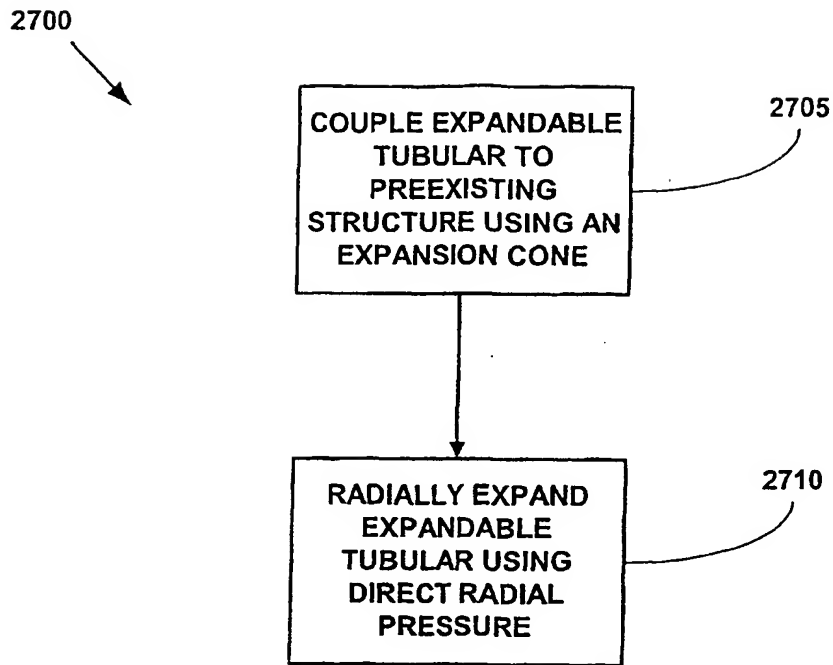 2700
COUPLE EXPANDABLE
TUBULAR TO
PREEXISTING
STRUCTURE USING AN
EXPANSION CONE
2705
RADIALLY EXPAND
EXPANDABLE
TUBULAR USING
DIRECT RADIAL
PRESSURE
2710